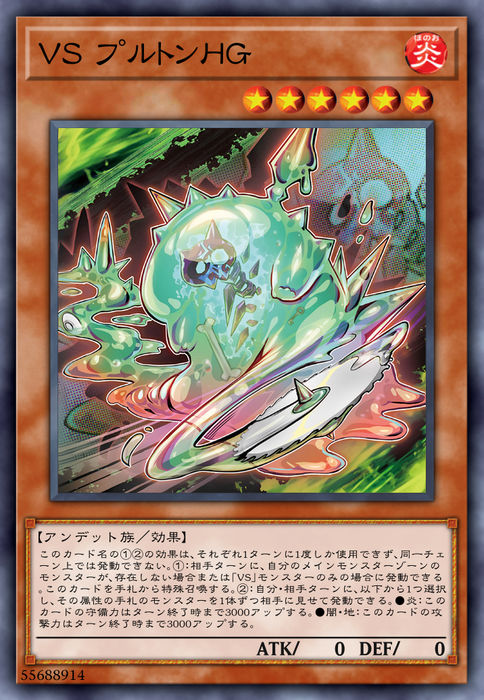 VS プルトンHG
ほのお
炎
【アンデット族／効果】
このカード名の①②の効果は、それぞれ1ターンに1度しか使用できず、同一チェー
ン上では発動できない。①：相手ターンに、自分のメインモンスターゾーンの
モンスターが、存在しない場合または「VS」モンスターのみの場合に発動できる
。このカードを手札から特殊召喚する。②：自分・相手ターンに、以下から1つ選択
し、その属性の手札のモンスターを1体ずつ相手に見せて発動できる。●炎：この
カードの守備力はターン終了時まで3000アップする。●闇・地：このカードの攻
撃力はターン終了時まで3000アップする。
ATK/ 0 DEF/ 0
55688914